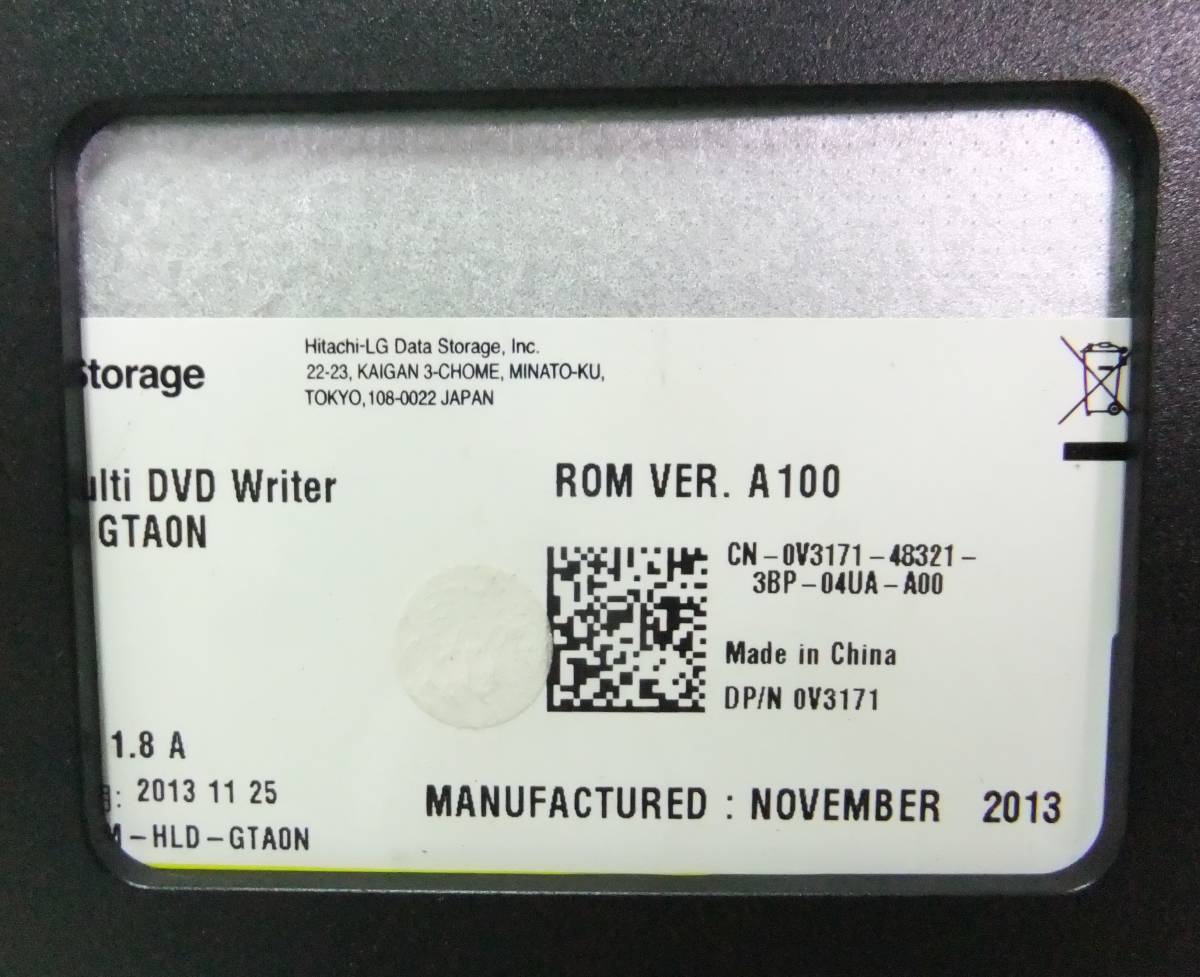 Storage
Hitachi-LG Data Storage, Inc.
22-23, KAIGAN 3-CHOME, MINATO-KU,
TOKYO, 108-0022 JAPAN
ulti DVD Writer
GTA0N
ROM VER. A100
CN-0V3171-48321-
3BP-04UA-A00
Made in China
DP/N 0V3171
1.8 A
: 2013 11 25
M-HLD-GTA0N
MANUFACTURED : NOVEMBER 2013